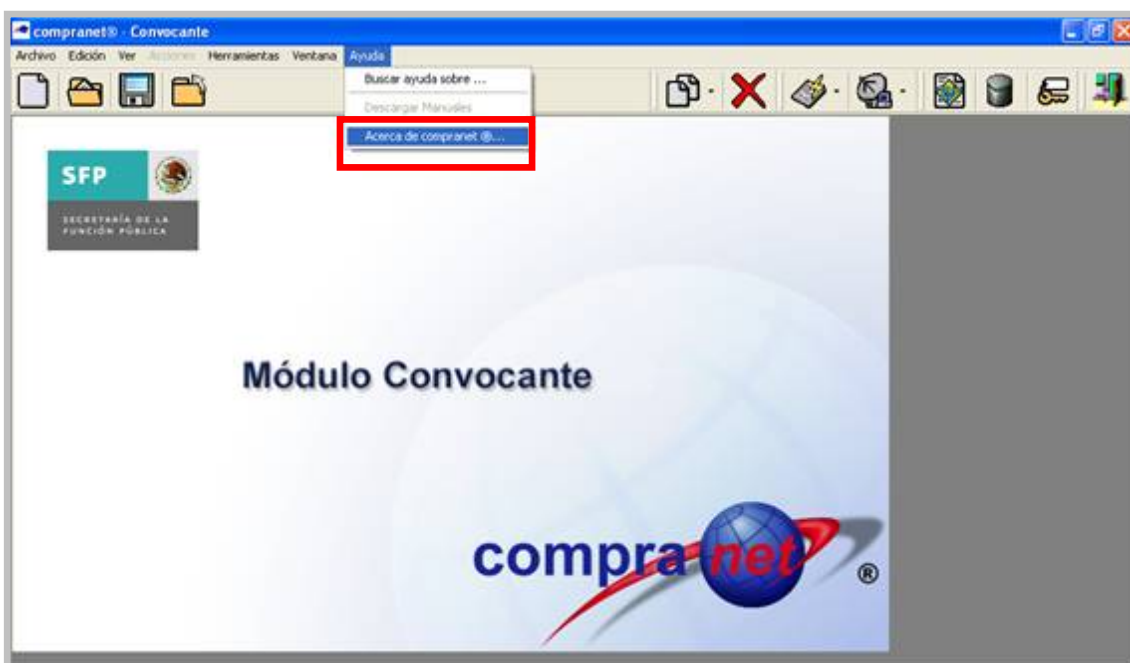 compranet® - Convocante
Archivo Edición Ver Acciones Herramientas Ventana Ayuda
Buscar ayuda sobre ...
Descargar Manuales
Acerca de compranet ®...
SFP
SECRETARÍA DE LA
FUNCIÓN PÚBLICA
Módulo Convocante
compranet
®